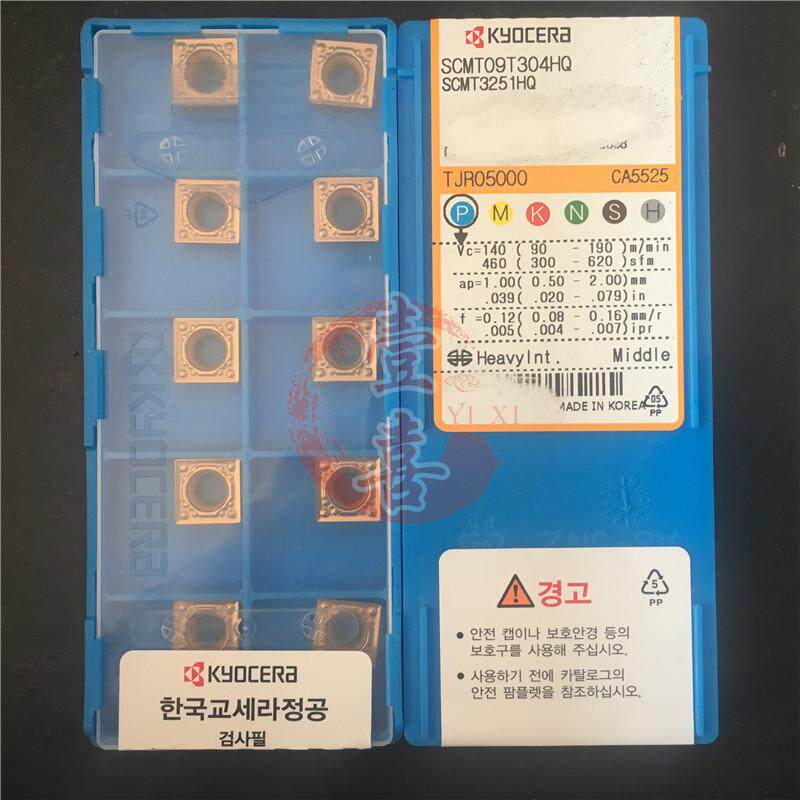 KYOCERA
SCMT09T304HQ
SCMT3251HQ
TJR05000 CA5525
P M K N S H
Vc=140 ( 90 - 190)m/min
460 ( 300 - 620)sfm
ap=1.00( 0.50 - 2.00)mm
.039( .020 - .079)in
f =0.12( 0.08 - 0.16)mm/r
.005( .004 - .007)ipr
HeavyInt. Middle
MADE IN KOREA
05
PP
壹喜
YI XI
KYOCERA
경고
5
PP
• 안전 캡이나 보호안경 등의
보호구를 사용해 주십시오.
• 사용하기 전에 카탈로그의
안전 팜플렛을 참조하십시오.
KYOCERA
한국교세라정공
검사필